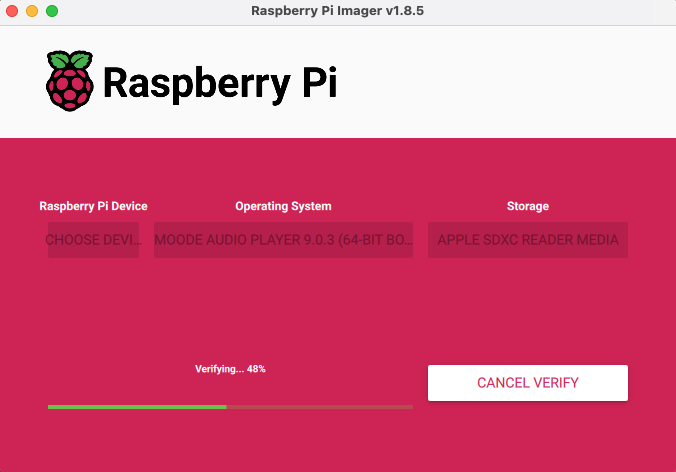 Raspberry Pi Imager v1.8.5
Raspberry Pi
Raspberry Pi Device
Operating System
Storage
CHOOSE DEVI...
MOODE AUDIO PLAYER 9.0.3 (64-BIT BO...
APPLE SDXC READER MEDIA
Verifying... 48%
CANCEL VERIFY